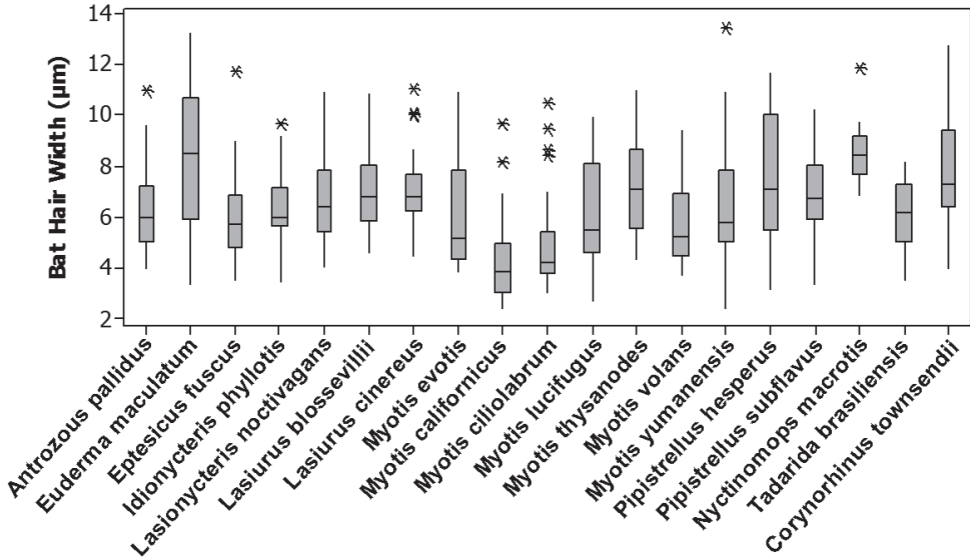 Bat Hair Width (µm)
14
12
10
8
6
4
2
Antrozous pallidus
Euderma maculatum
Eptesicus fuscus
Idionycteris phyllotis
Lasionycteris noctivagans
Lasiurus blossevillii
Lasiurus cinereus
Myotis evotis
Myotis californicus
Myotis ciliolabrum
Myotis lucifugus
Myotis thysanodes
Myotis volans
Myotis yumanensis
Pipistrellus hesperus
Pipistrellus subflavus
Nyctinomops macrotis
Tadarida brasiliensis
Corynorhinus townsendii